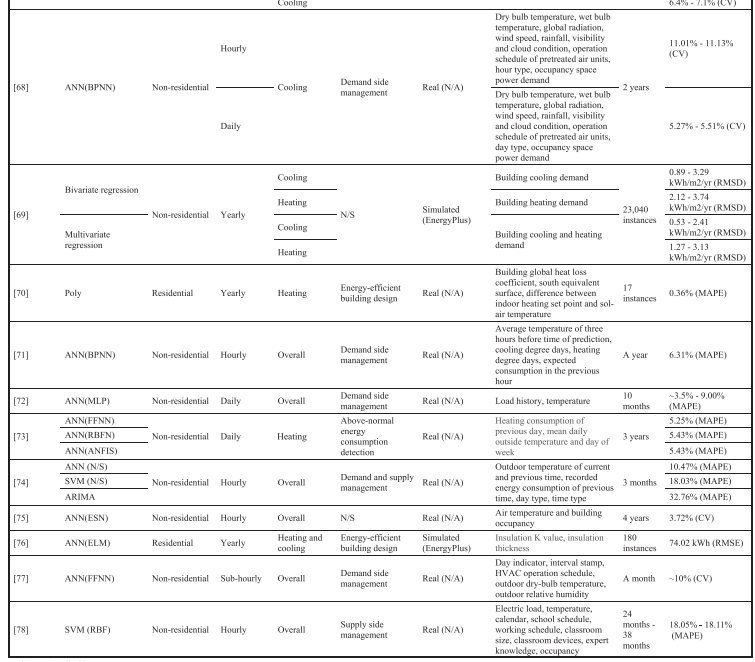 Cooling 6.4% - 7.1% (CV)
[68] ANN(BPNN) Non-residential Hourly Cooling Demand side management Real (N/A) Dry bulb temperature, wet bulb
temperature, global radiation,
wind speed, rainfall, visibility
and cloud condition, operation
schedule of pretreated air units,
hour type, occupancy space
power demand
2 years 11.01% - 11.13%
(CV)
Daily Dry bulb temperature, wet bulb
temperature, global radiation,
wind speed, rainfall, visibility
and cloud condition, operation
schedule of pretreated air units,
day type, occupancy space
power demand
5.27% - 5.51% (CV)
[69] Bivariate regression Non-residential Yearly Cooling N/S Simulated
(EnergyPlus)
Building cooling demand 23,040
instances
0.89 - 3.29
kWh/m2/yr (RMSD)
Heating Building heating demand 2.12 - 3.74
kWh/m2/yr (RMSD)
Multivariate
regression
Cooling Building cooling and heating
demand
0.53 - 2.41
kWh/m2/yr (RMSD)
Heating 1.27 - 3.13
kWh/m2/yr (RMSD)
[70] Poly Residential Yearly Heating Energy-efficient
building design
Real (N/A) Building global heat loss
coefficient, south equivalent
surface, difference between
indoor heating set point and sol-
air temperature
17
instances
0.36% (MAPE)
[71] ANN(BPNN) Non-residential Hourly Overall Demand side
management
Real (N/A) Average temperature of three
hours before time of prediction,
cooling degree days, heating
degree days, expected
consumption in the previous
hour
A year 6.31% (MAPE)
[72] ANN(MLP) Non-residential Daily Overall Demand side
management
Real (N/A) Load history, temperature 10
months
~3.5% - 9.00%
(MAPE)
[73] ANN(FFNN) Non-residential Daily Heating Above-normal
energy
consumption
detection
Real (N/A) Heating consumption of
previous day, mean daily
outside temperature and day of
week
3 years 5.25% (MAPE)
ANN(RBFN) 5.43% (MAPE)
ANN(ANFIS) 5.43% (MAPE)
[74] ANN (N/S) Non-residential Hourly Overall Demand and supply
management
Real (N/A) Outdoor temperature of current
and previous time, recorded
energy consumption of previous
time, day type, time type
3 months 10.47% (MAPE)
SVM (N/S) 18.03% (MAPE)
ARIMA 32.76% (MAPE)
[75] ANN(ESN) Non-residential Hourly Overall N/S Real (N/A) Air temperature and building
occupancy
4 years 3.72% (CV)
[76] ANN(ELM) Residential Yearly Heating and
cooling
Energy-efficient
building design
Simulated
(EnergyPlus)
Insulation K value, insulation
thickness
180
instances
74.02 kWh (RMSE)
[77] ANN(FFNN) Non-residential Sub-hourly Overall Demand side
management
Real (N/A) Day indicator, interval stamp,
HVAC operation schedule,
outdoor dry-bulb temperature,
outdoor relative humidity
A month ~10% (CV)
[78] SVM (RBF) Non-residential Hourly Overall Supply side
management
Real (N/A) Electric load, temperature,
calendar, school schedule,
working schedule, classroom
size, classroom devices, expert
knowledge, occupancy
24
months -
38
months
18.05% - 18.11%
(MAPE)